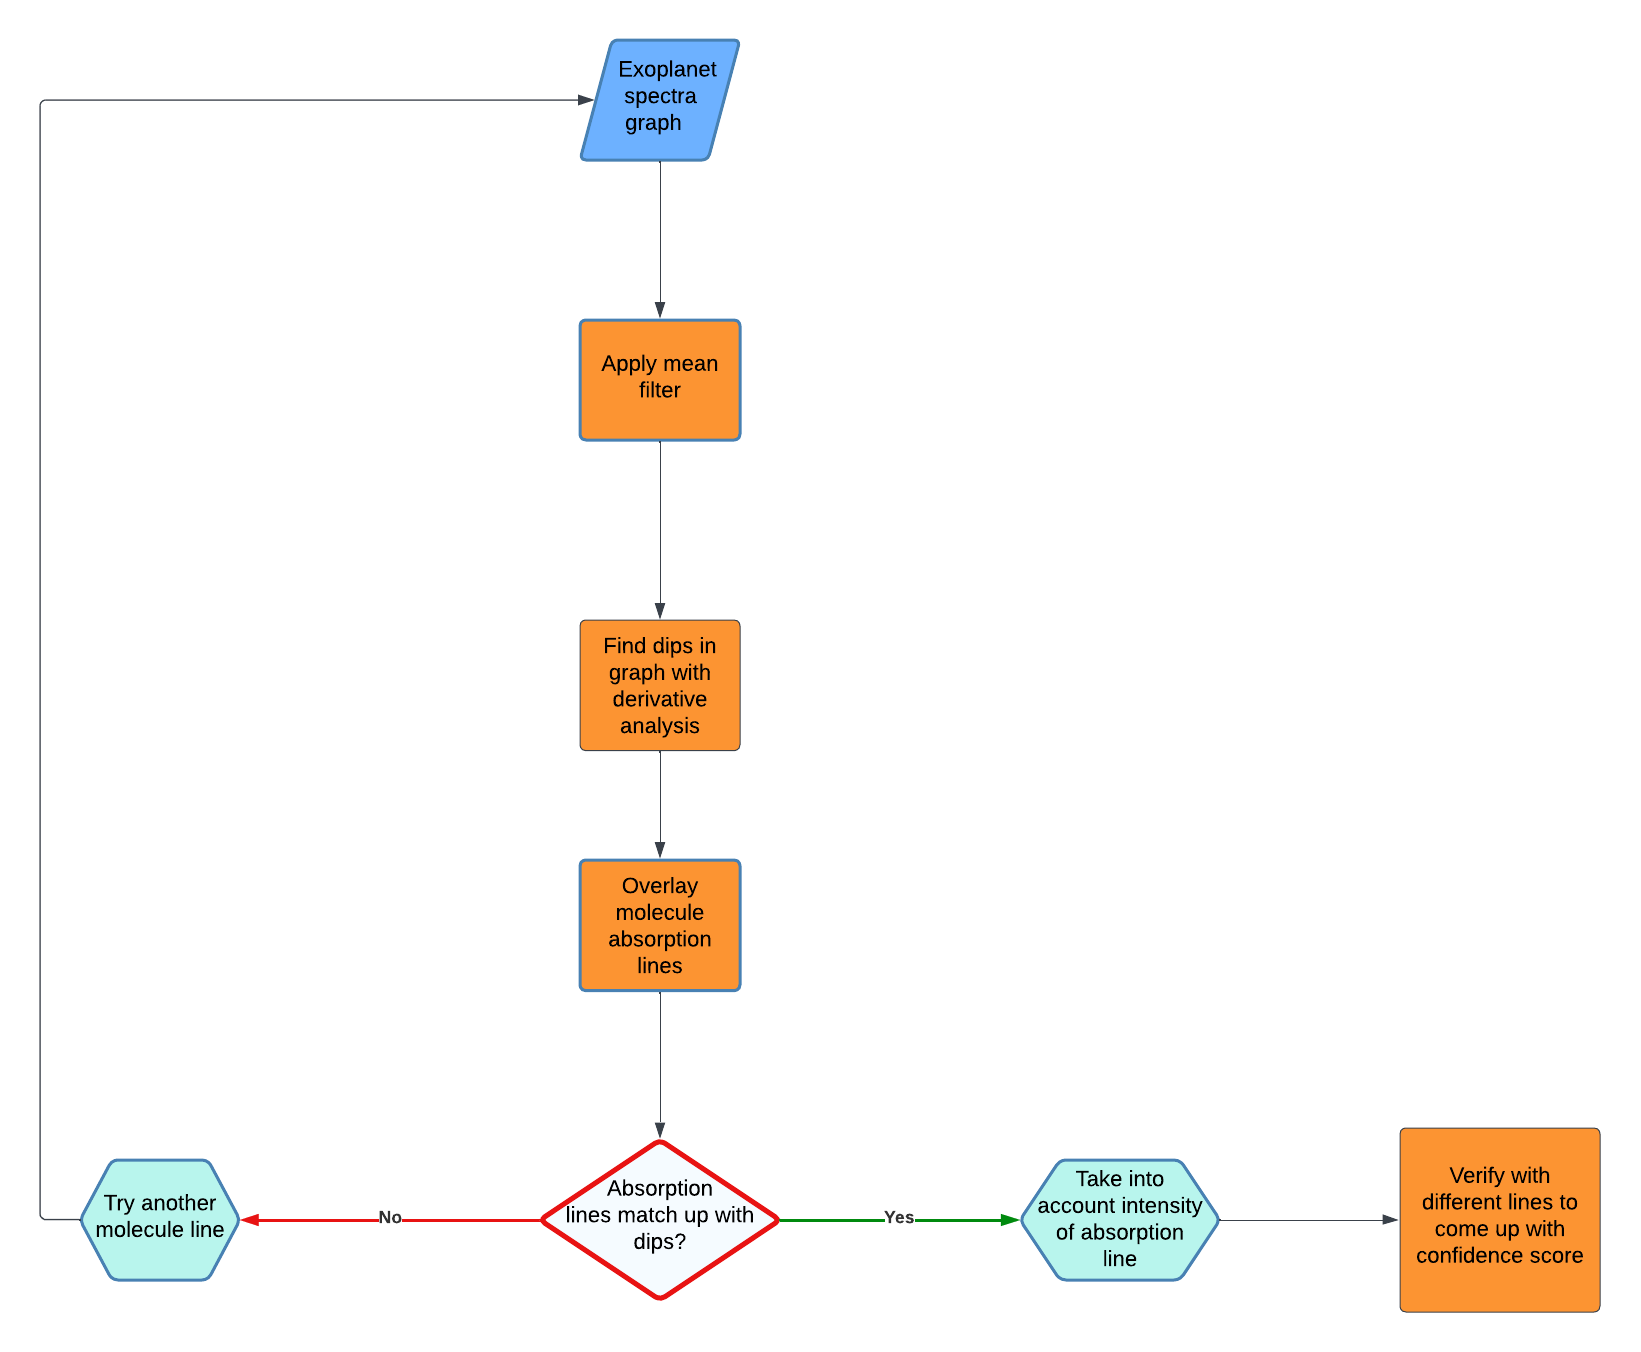 Exoplanet
spectra
graph
Apply mean
filter
Find dips in
graph with
derivative
analysis
Overlay
molecule
absorption
lines
Absorption
lines match up with
dips?
No
Try another
molecule line
Yes
Take into
account intensity
of absorption
line
Verify with
different lines to
come up with
confidence score